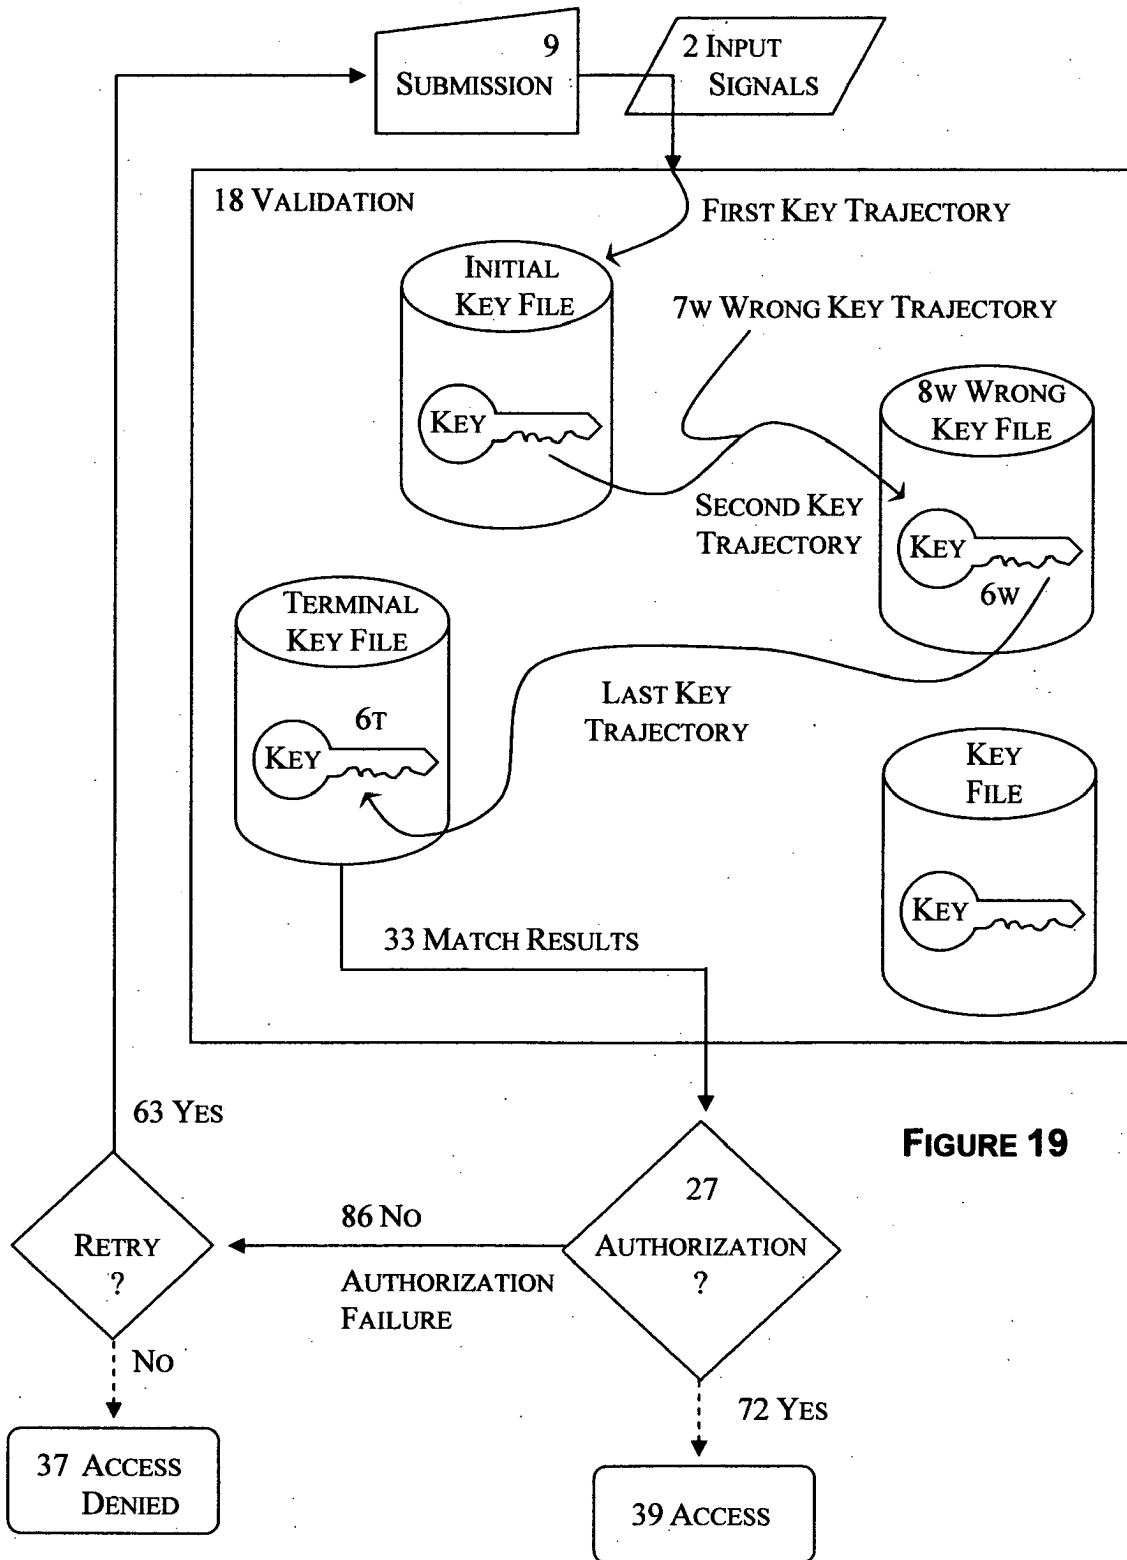 9
SUBMISSION
2 INPUT
SIGNALS
18 VALIDATION
FIRST KEY TRAJECTORY
INITIAL
KEY FILE
7W WRONG KEY TRAJECTORY
KEY
8W WRONG
KEY FILE
SECOND KEY
TRAJECTORY
KEY
6W
TERMINAL
KEY FILE
6T
KEY
LAST KEY
TRAJECTORY
KEY
FILE
KEY
33 MATCH RESULTS
63 YES
FIGURE 19
27
AUTHORIZATION
?
86 NO
AUTHORIZATION
FAILURE
RETRY
?
NO
72 YES
37 ACCESS
DENIED
39 ACCESS